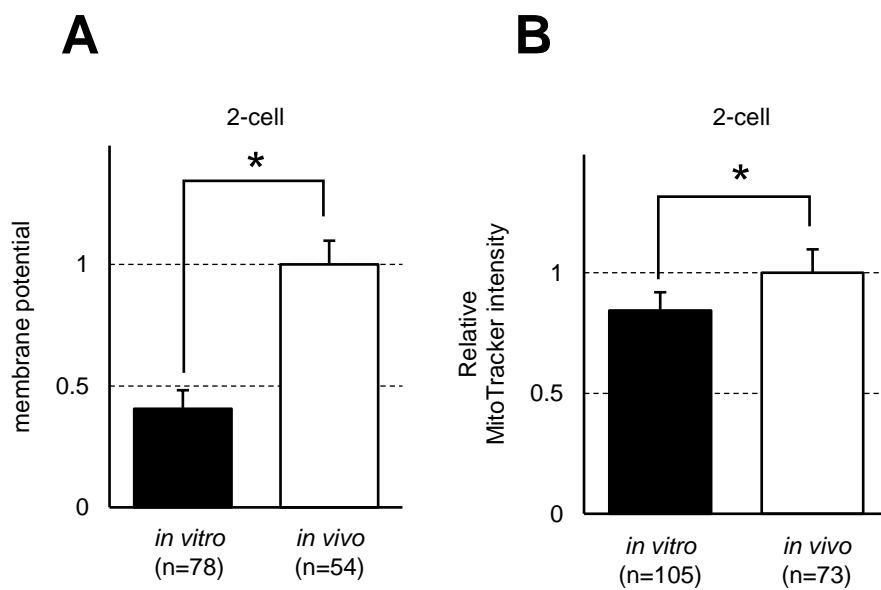 A
2-cell
*
membrane potential
1
0.5
0
in vitro
(n=78)
in vivo
(n=54)
B
2-cell
*
Relative
MitoTracker intensity
1
0.5
0
in vitro
(n=105)
in vivo
(n=73)